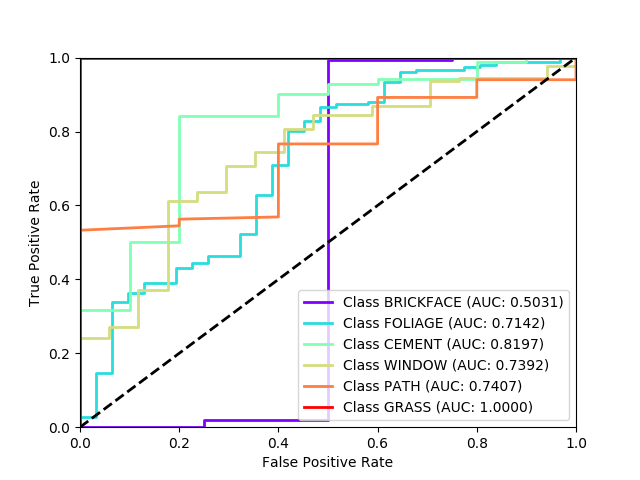 1.0
0.8
0.6
0.4
0.2
0.0
True Positive Rate
Class BRICKFACE (AUC: 0.5031)
Class FOLIAGE (AUC: 0.7142)
Class CEMENT (AUC: 0.8197)
Class WINDOW (AUC: 0.7392)
Class PATH (AUC: 0.7407)
Class GRASS (AUC: 1.0000)
0.0 0.2 0.4 0.6 0.8 1.0
False Positive Rate